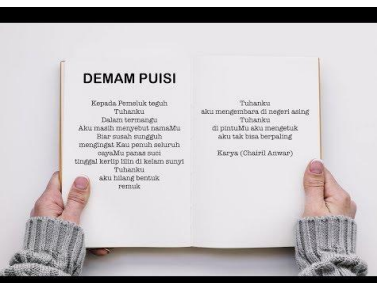 DEMAM PUISI
Kepada Pemeluk teguh
Tuhanku
Dalam termangu
Aku masih menyebut namaMu
Biar susah sungguh
mengingat Kau penuh seluruh
cayaMu panas suci
tinggal kerlip lilin di kelam sunyi
Tuhanku
aku hilang bentuk
remuk
Tuhanku
aku mengembara di negeri asing
Tuhanku
di pintuMu aku mengetuk
aku tak bisa berpaling
Karya (Chairil Anwar)